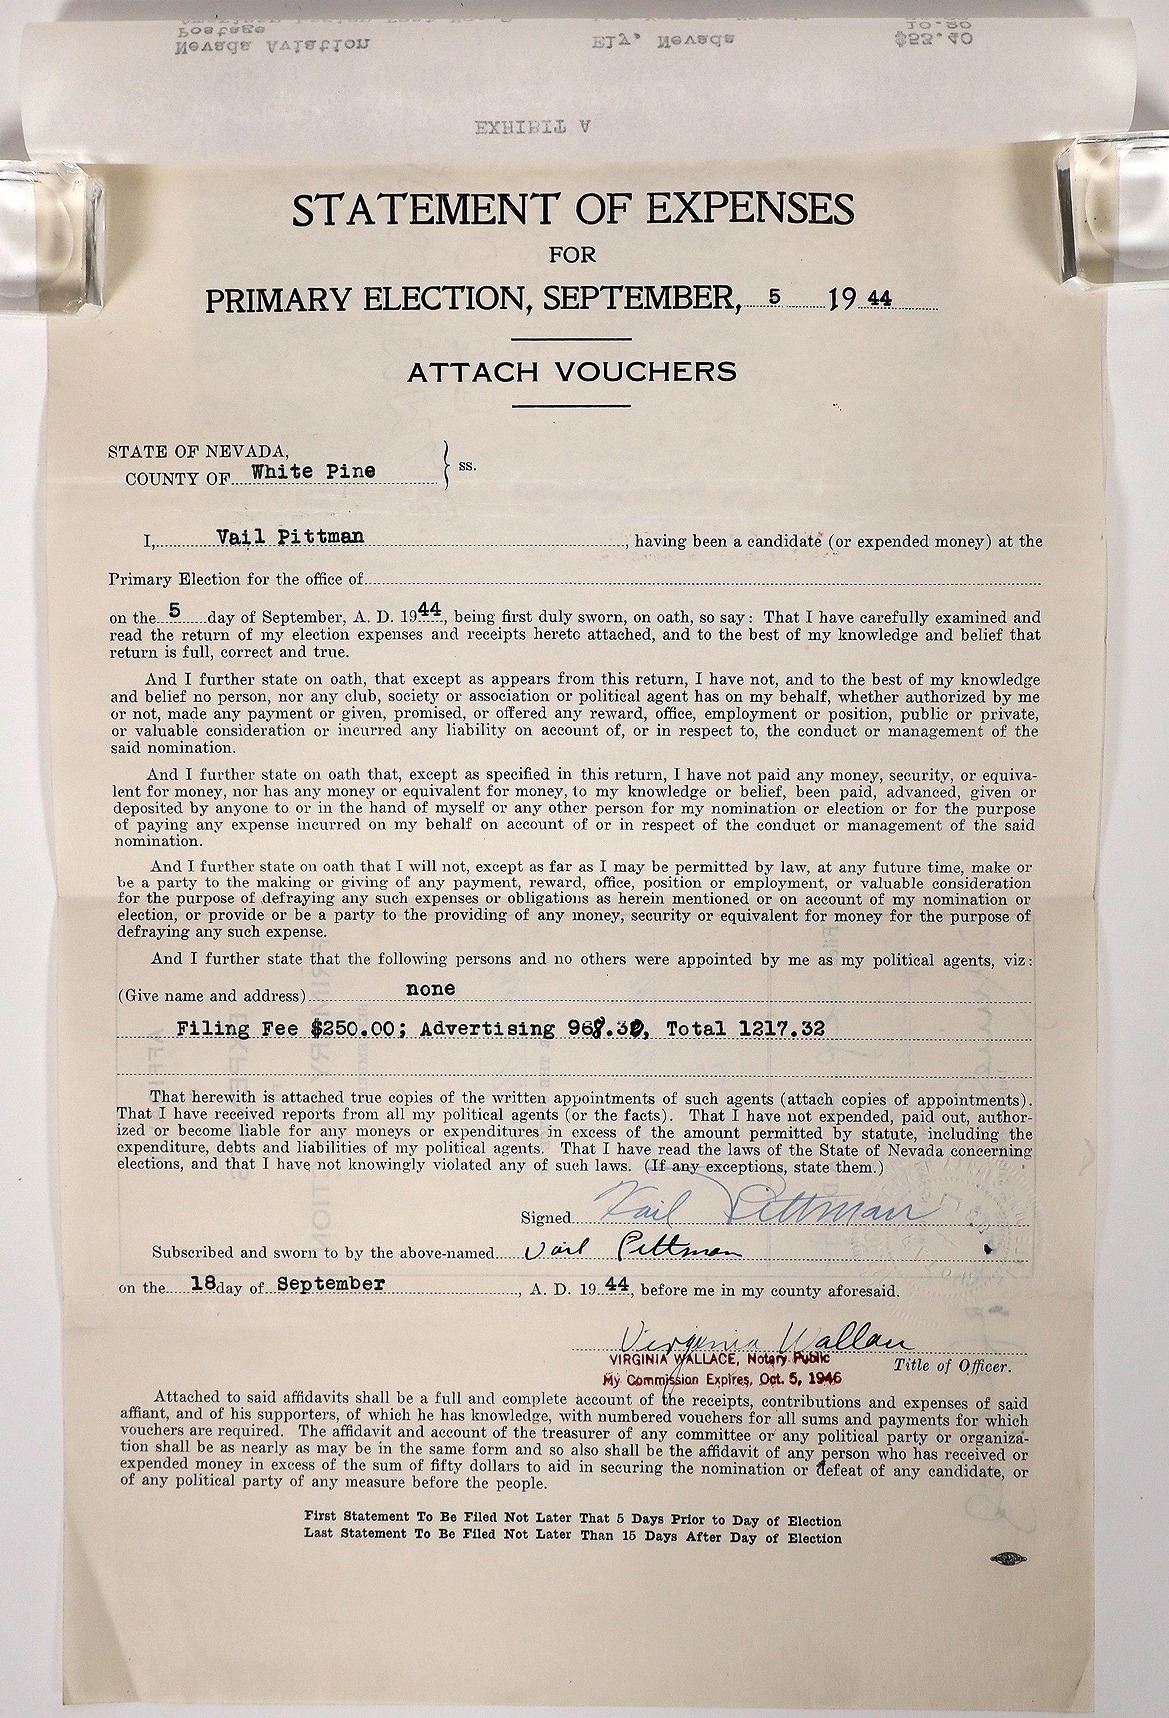 Nevada Aviation Ely, Nevada $53.40
Postage 10.20
EXHIBIT A
STATEMENT OF EXPENSES
FOR
PRIMARY ELECTION, SEPTEMBER, 5 19 44
ATTACH VOUCHERS
STATE OF NEVADA,
COUNTY OF White Pine } ss.
I, Vail Pittman, having been a candidate (or expended money) at the
Primary Election for the office of
on the 5 day of September, A. D. 1944, being first duly sworn, on oath, so say: That I have carefully examined and
read the return of my election expenses and receipts hereto attached, and to the best of my knowledge and belief that
return is full, correct and true.
And I further state on oath, that except as appears from this return, I have not, and to the best of my knowledge
and belief no person, nor any club, society or association or political agent has on my behalf, whether authorized by me
or not, made any payment or given, promised, or offered any reward, office, employment or position, public or private,
or valuable consideration or incurred any liability on account of, or in respect to, the conduct or management of the
said nomination.
And I further state on oath that, except as specified in this return, I have not paid any money, security, or equiva-
lent for money, nor has any money or equivalent for money, to my knowledge or belief, been paid, advanced, given or
deposited by anyone to or in the hand of myself or any other person for my nomination or election or for the purpose
of paying any expense incurred on my behalf on account of or in respect of the conduct or management of the said
nomination.
And I further state on oath that I will not, except as far as I may be permitted by law, at any future time, make or
be a party to the making or giving of any payment, reward, office, position or employment, or valuable consideration
for the purpose of defraying any such expenses or obligations as herein mentioned or on account of my nomination or
election, or provide or be a party to the providing of any money, security or equivalent for money for the purpose of
defraying any such expense.
And I further state that the following persons and no others were appointed by me as my political agents, viz:
(Give name and address) none
Filing Fee $250.00; Advertising Total 1217.32
That herewith is attached true copies of the written appointments of such agents (attach copies of appointments).
That I have received reports from all my political agents (or the facts). That I have not expended, paid out, author-
ized or become liable for any moneys or expenditures in excess of the amount permitted by statute, including the
expenditure, debts and liabilities of my political agents. That I have read the laws of the State of Nevada concerning
elections, and that I have not knowingly violated any of such laws. (If any exceptions, state them.)
Signed Vail Pittman
Subscribed and sworn to by the above-named Vail Pittman
on the 18 day of September, A. D. 1944, before me in my county aforesaid.
Virginia Wallace
VIRGINIA WALLACE, Notary Public Title of Officer.
My Commission Expires, Oct. 5, 1946
Attached to said affidavits shall be a full and complete account of the receipts, contributions and expenses of said
affiant, and of his supporters, of which he has knowledge, with numbered vouchers for all sums and payments for which
vouchers are required. The affidavit and account of the treasurer of any committee or any political party or organiza-
tion shall be as nearly as may be in the same form and so also shall be the affidavit of any person who has received or
expended money in excess of the sum of fifty dollars to aid in securing the nomination or defeat of any candidate, or
of any political party of any measure before the people.
First Statement To Be Filed Not Later That 5 Days Prior to Day of Election
Last Statement To Be Filed Not Later Than 15 Days After Day of Election